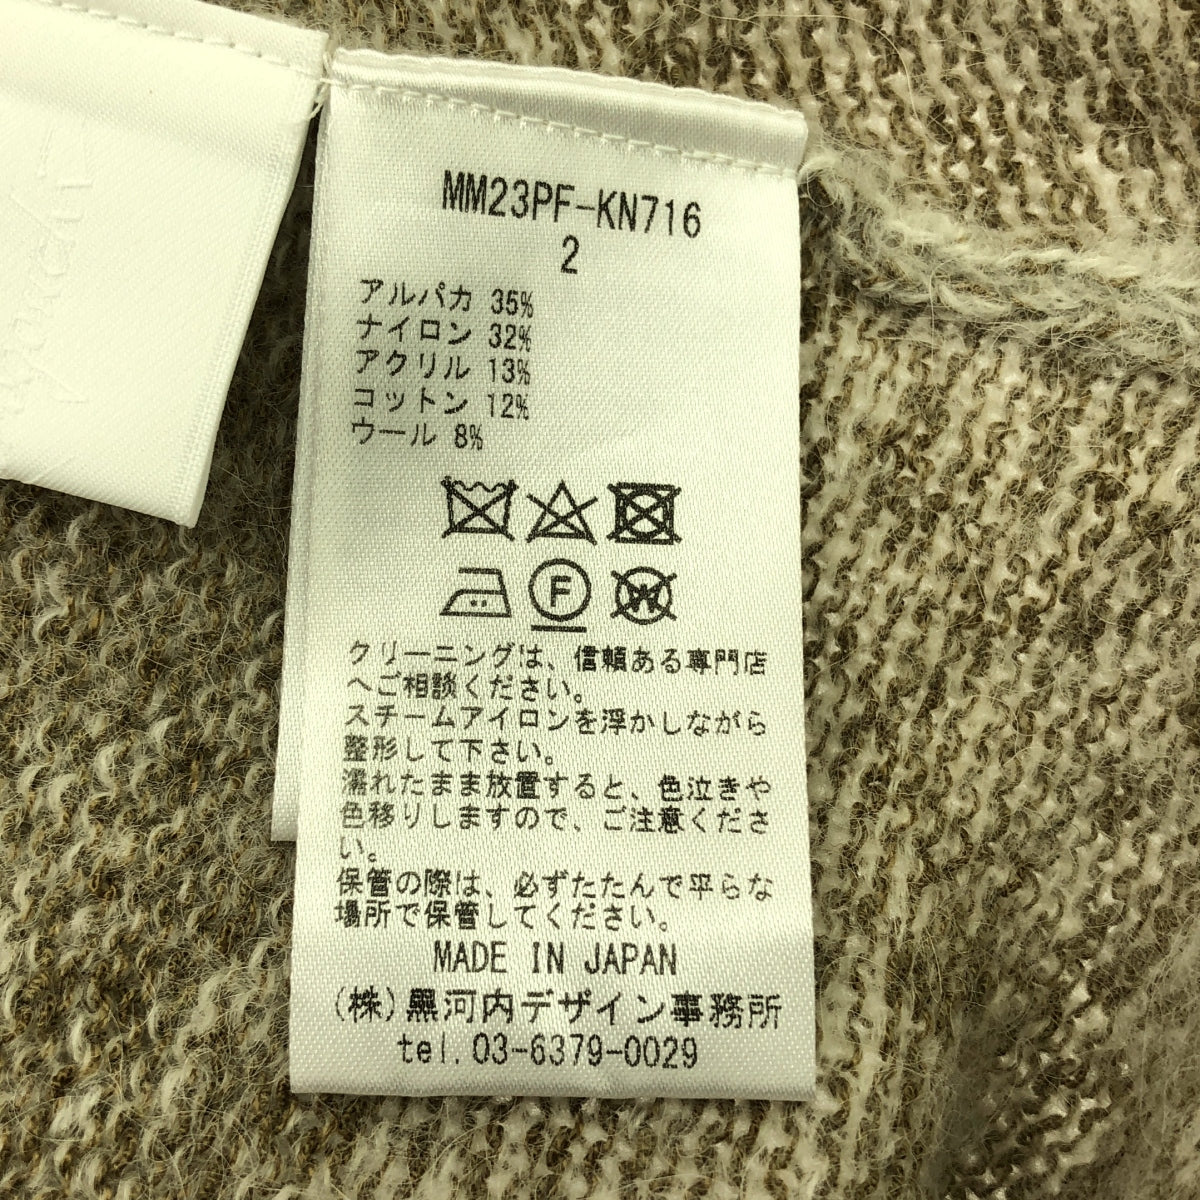 MM23PF-KN716
2
アルパカ 35%
ナイロン 32%
アクリル 13%
コットン 12%
ウール 8%
F
W
クリーニングは、信頼ある専門店
へご相談ください。
スチームアイロンを浮かしながら
整形して下さい。
濡れたまま放置すると、色泣きや
色移りしますので、ご注意くださ
い。
保管の際は、必ずたたんで平らな
場所で保管してください。
MADE IN JAPAN
(株)黒河内デザイン事務所
tel.03-6379-0029